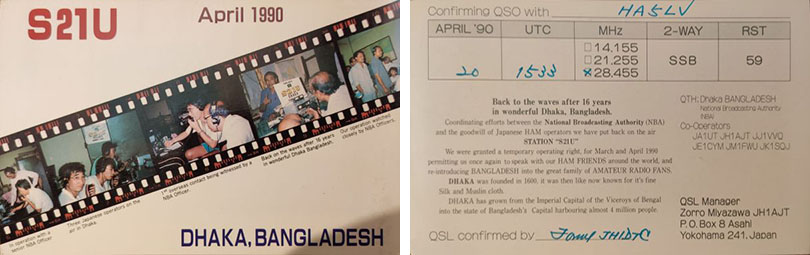 S21U
April 1990
In operation with a
senior NBA Officer
Three Japanese operators on the
air in Dhaka.
1st overseas contact being witnessed by a
NBA Officer
Back on the waves after 16 years
in wonderful Dhaka Bangladesh.
Our operation watched
closely by NBA Officers.
DHAKA, BANGLADESH
Confirming QSO with HA5LV
APRIL '90 UTC MHz 2-WAY RST
20 1533 □14.155 SSB 59
□21.255
×28.455
Back to the waves after 16 years
in wonderful Dhaka, Bangladesh.
Coordinating efforts between the National Broadcasting Authority (NBA)
and the goodwill of Japanese HAM operators we have put back on the air
STATION "S21U"
We were granted a temporary operating right, for March and April 1990
permitting us once again to speak with our HAM FRIENDS around the world, and
re-introducing BANGLADESH into the great family of AMATEUR RADIO FANS.
DHAKA was founded in 1600, it was then like now known for it's fine
Silk and Muslin cloth.
DHAKA has grown from the Imperial Capital of the Viceroys of Bengal
into the state of Bangladesh's Capital harbouring almost 4 million people.
QSL confirmed by JH1DTC
QTH: Dhaka BANGLADESH
National Broadcasting Authority
(NBA)
Co-Operators
JA1UT JH1AJT JJ1VVQ
JE1CYM JM1FWU JK1SQJ
QSL Manager
Zorro Miyazawa JH1AJT
P.O.Box 8 Asahi
Yokohama 241. Japan